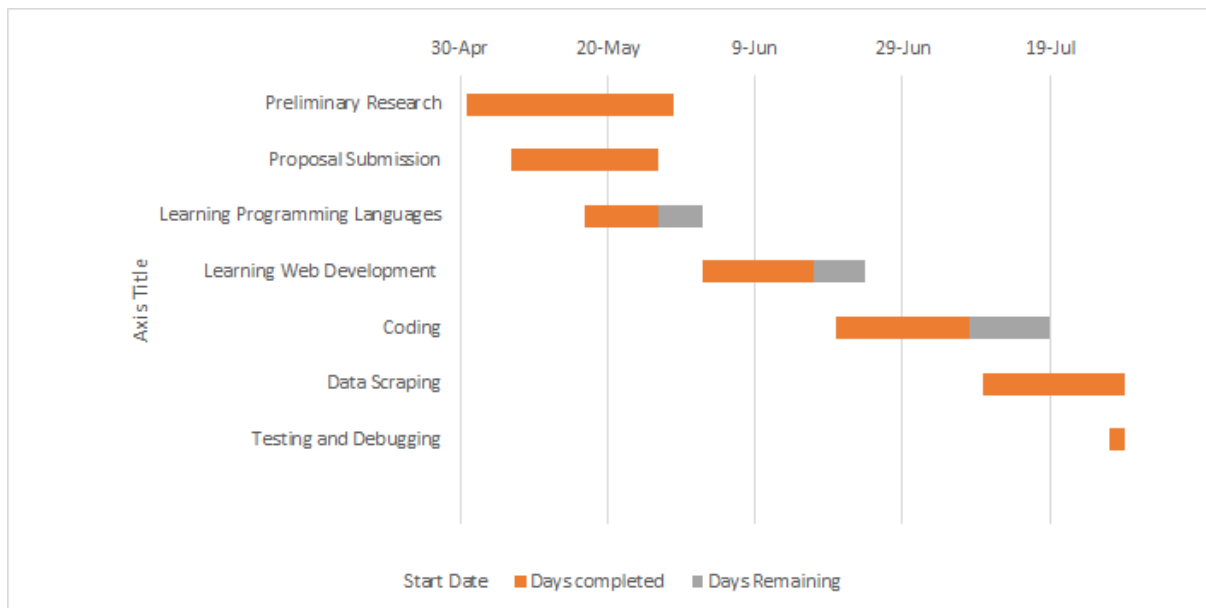 30-Apr 20-May 9-Jun 29-Jun 19-Jul
Preliminary Research
Proposal Submission
Learning Programming Languages
Learning Web Development
Coding
Data Scraping
Testing and Debugging
Axis Title
Start Date Days completed Days Remaining